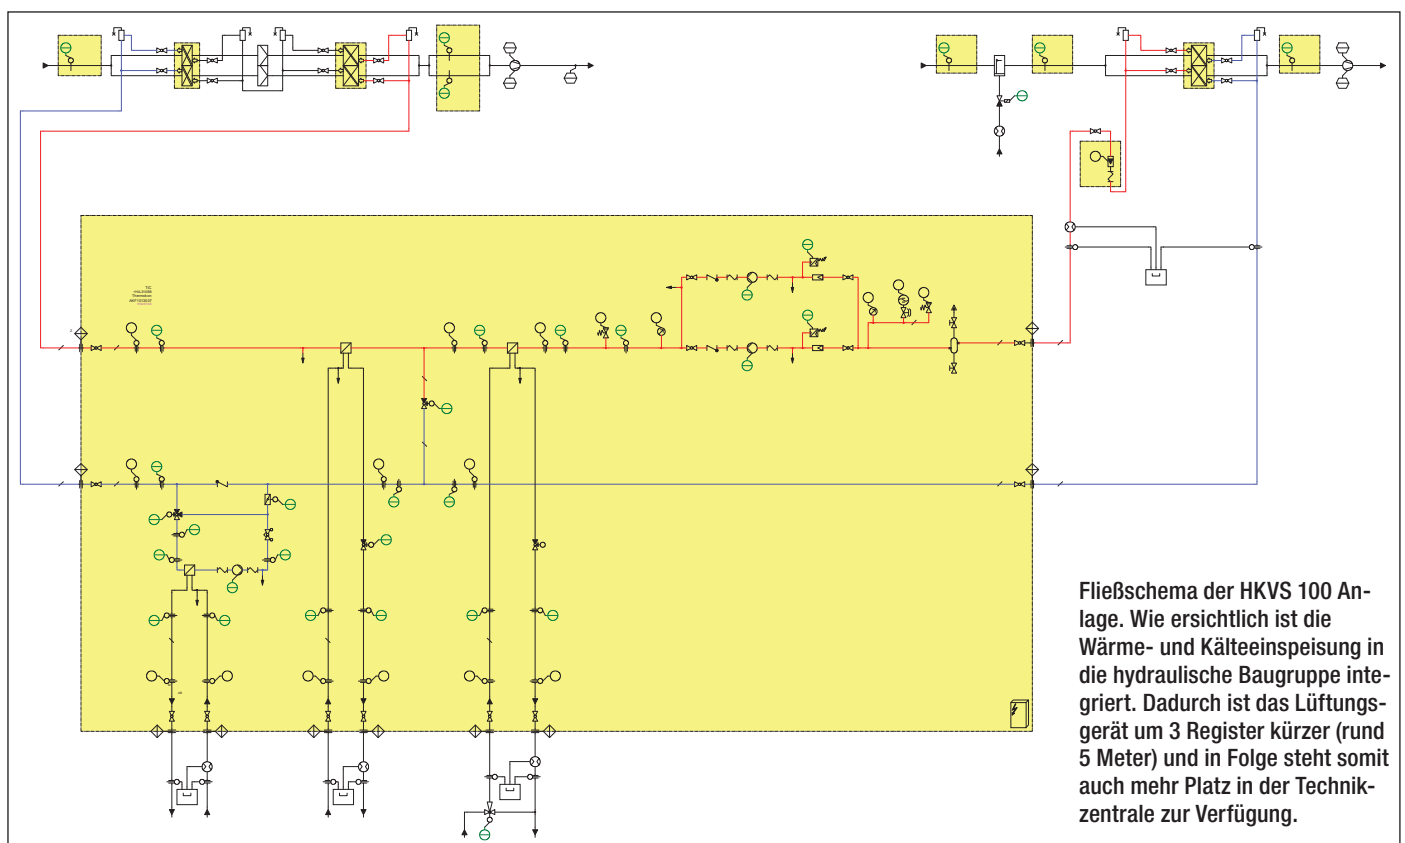 Fließschema der HKVS 100 An-
lage. Wie ersichtlich ist die
Wärme- und Kälteeinspeisung in
die hydraulische Baugruppe inte-
griert. Dadurch ist das Lüftungs-
gerät um 3 Register kürzer (rund
5 Meter) und in Folge steht somit
auch mehr Platz in der Technik-
zentrale zur Verfügung.